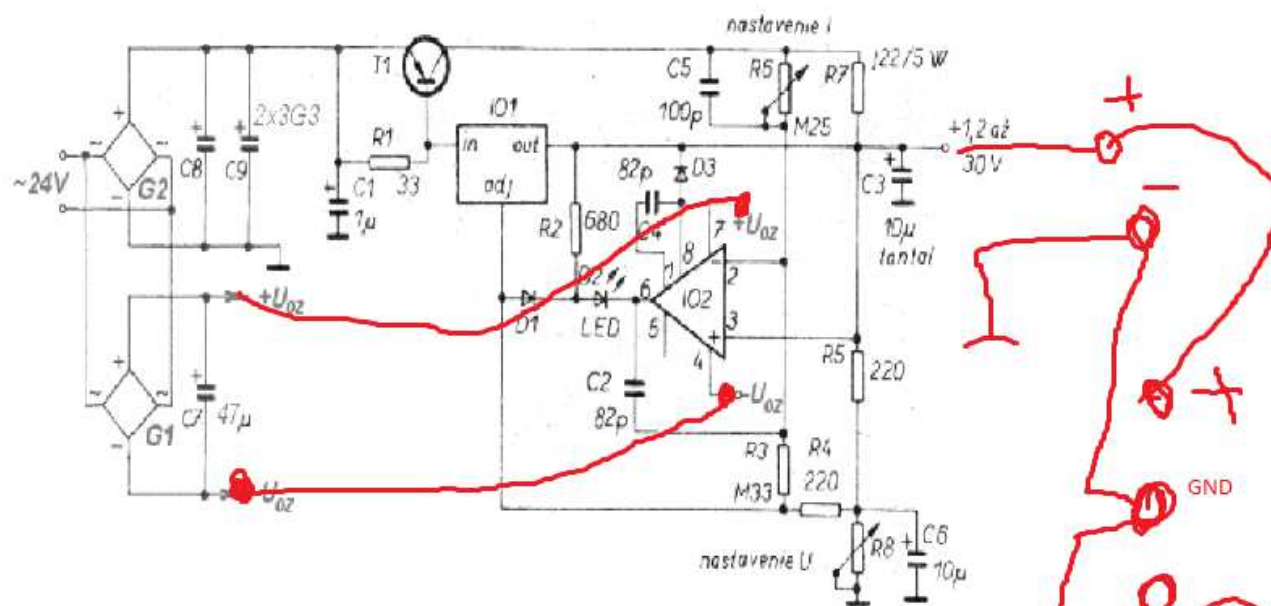 nastavenie I
T1
C5
R6
R7
22/5 W
100p
M25
2x3G3
IO1
R1
in
out
adj
33
C8
C9
+1,2 až
30V
~24V
G2
C1
1µ
82p
D3
C3
10µ
tantal
R2
680
C4
+Uoz
7
8
1
2
+Uoz
D2
6
IO2
D1
LED
5
3
4
R5
220
C2
82p
-Uoz
C7
47µ
G1
R3
R4
M33
220
GND
-Uoz
nastavenie U
R8
C6
10µ